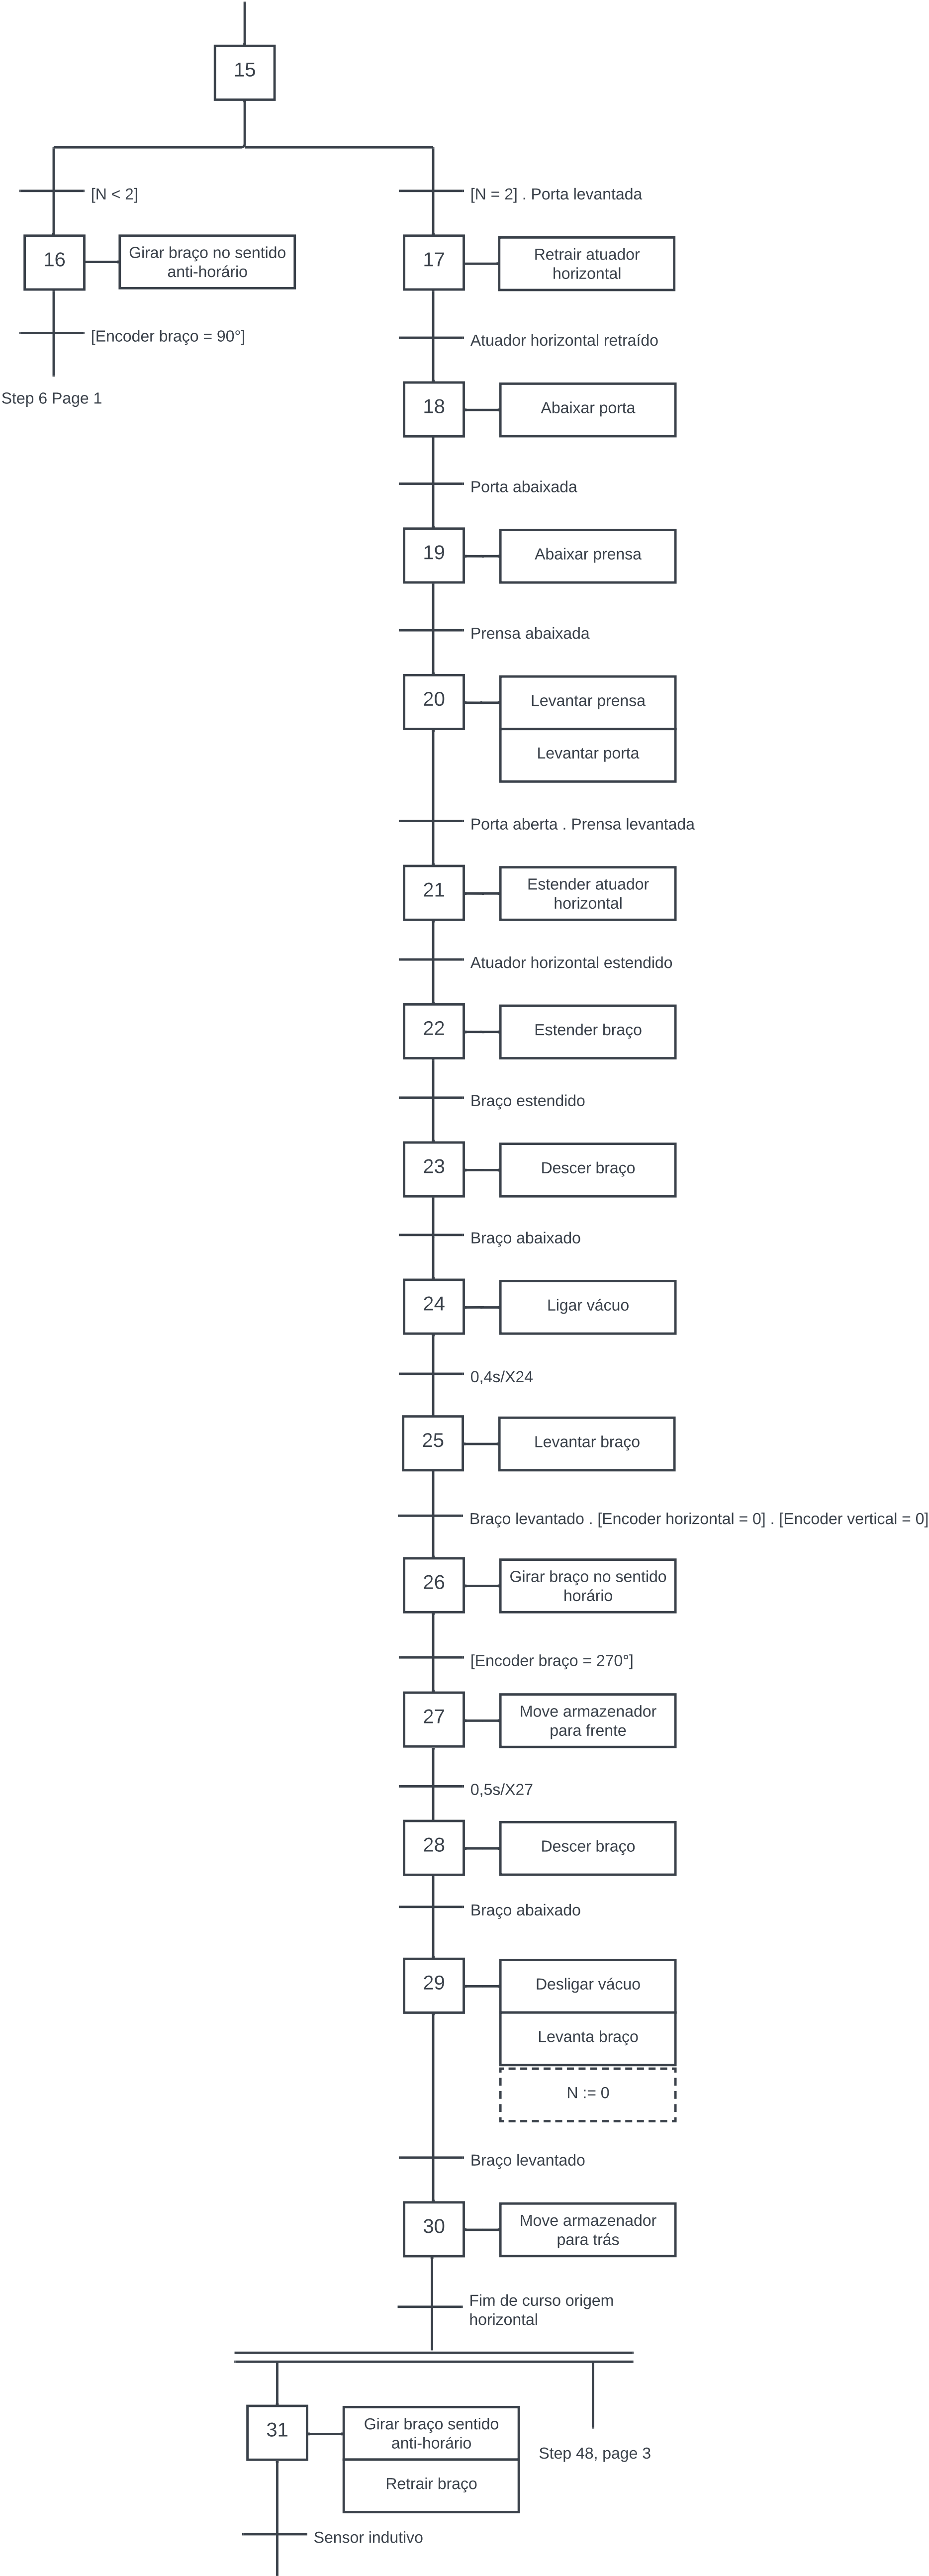 15
[N < 2]
[N = 2] . Porta levantada
16
Girar braço no sentido
anti-horário
17
Retrair atuador
horizontal
[Encoder braço = 90°]
Atuador horizontal retraído
Step 6 Page 1
18
Abaixar porta
Porta abaixada
19
Abaixar prensa
Prensa abaixada
20
Levantar prensa
Levantar porta
Porta aberta . Prensa levantada
21
Estender atuador
horizontal
Atuador horizontal estendido
22
Estender braço
Braço estendido
23
Descer braço
Braço abaixado
24
Ligar vácuo
0,4s/X24
25
Levantar braço
Braço levantado . [Encoder horizontal = 0] . [Encoder vertical = 0]
26
Girar braço no sentido
horário
[Encoder braço = 270°]
27
Move armazenador
para frente
0,5s/X27
28
Descer braço
Braço abaixado
29
Desligar vácuo
Levanta braço
N := 0
Braço levantado
30
Move armazenador
para trás
Fim de curso origem
horizontal
31
Girar braço sentido
anti-horário
Retrair braço
Step 48, page 3
Sensor indutivo